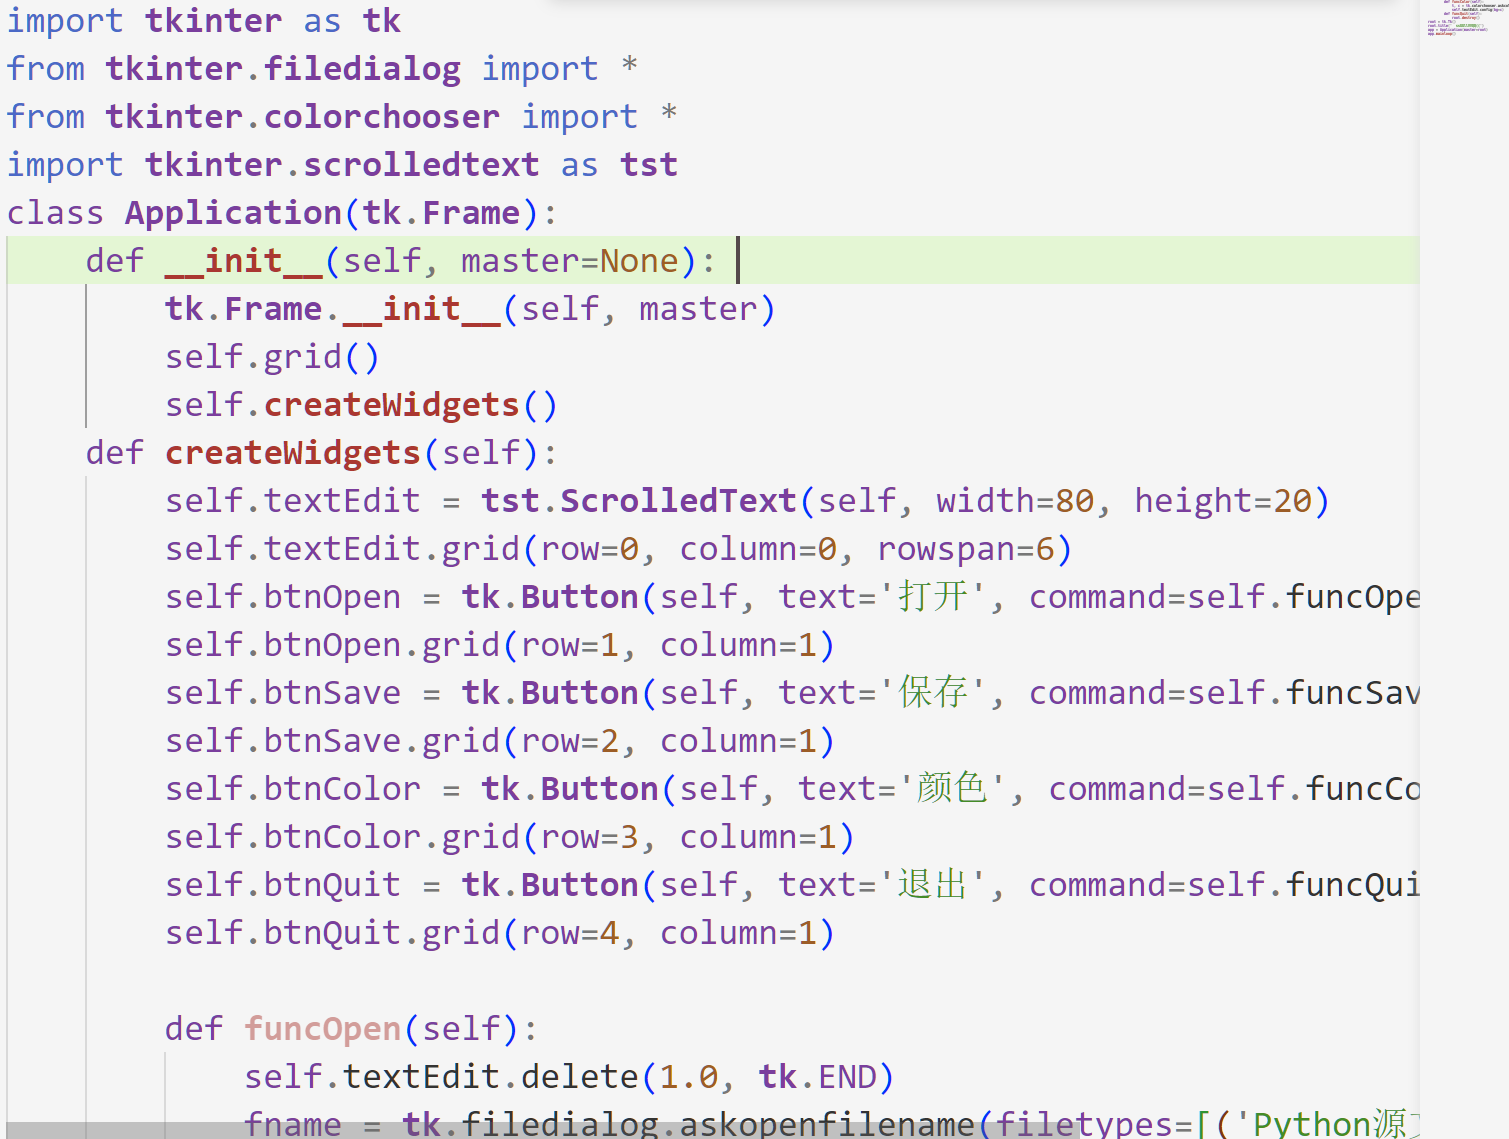 import tkinter as tk
from tkinter.filedialog import *
from tkinter.colorchooser import *
import tkinter.scrolledtext as tst
class Application(tk.Frame):
    def __init__(self, master=None):
        tk.Frame.__init__(self, master)
        self.grid()
        self.createWidgets()
    def createWidgets(self):
        self.textEdit = tst.ScrolledText(self, width=80, height=20)
        self.textEdit.grid(row=0, column=0, rowspan=6)
        self.btnOpen = tk.Button(self, text='打开', command=self.funcOpe
        self.btnOpen.grid(row=1, column=1)
        self.btnSave = tk.Button(self, text='保存', command=self.funcSav
        self.btnSave.grid(row=2, column=1)
        self.btnColor = tk.Button(self, text='颜色', command=self.funcCo
        self.btnColor.grid(row=3, column=1)
        self.btnQuit = tk.Button(self, text='退出', command=self.funcQui
        self.btnQuit.grid(row=4, column=1)
        def funcOpen(self):
            self.textEdit.delete(1.0, tk.END)
            fname = tk.filedialog.askopenfilename(filetypes=[('Python源